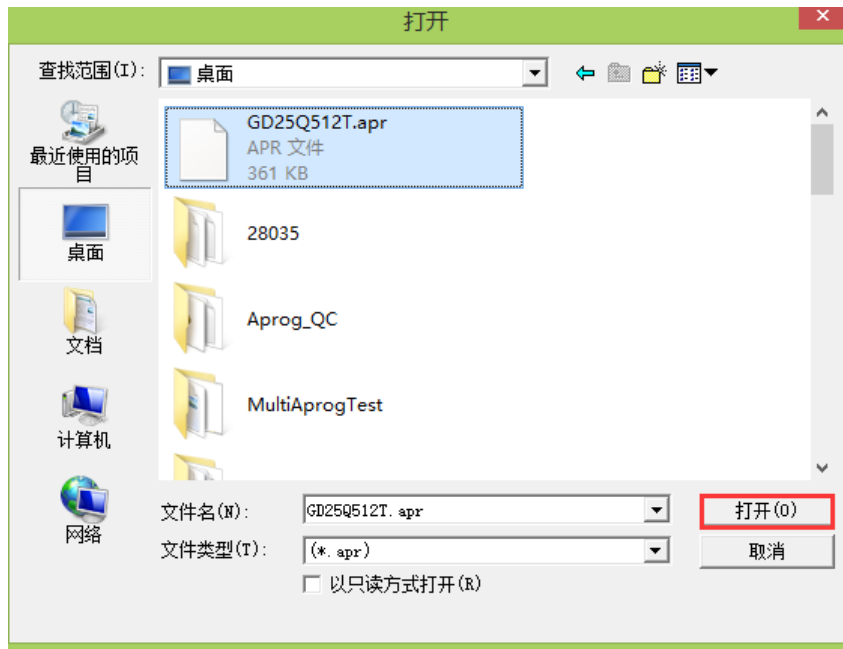 打开
查找范围(I):
桌面
GD25Q512T.apr
APR 文件
361 KB
最近使用的项
目
28035
桌面
Aprog_QC
文档
MultiAprogTest
计算机
网络
文件名(N):
GD25Q512T.apr
打开(O)
文件类型(T):
(*.apr)
取消
以只读方式打开(R)